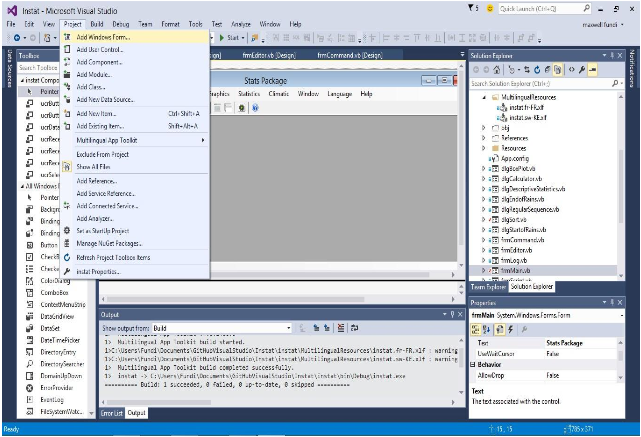 Instat - Microsoft Visual Studio
Quick Launch (Ctrl+Q)
File Edit View Project Build Debug Team Format Tools Test Analyze Window Help
maxwell fundi
Start
Toolbox
Search Toolbox
instat Compo
Pointer
ucrButt
ucrButt
ucrData
ucrRece
ucrRece
ucrRece
ucrSele
All Windows
Pointer
Backgro
Binding
Binding
Button
CheckB
Checke
ColorDialog
ComboBox
ContextMenuStrip
DataGridView
DataSet
DateTimePicker
DirectoryEntry
DirectorySearcher
DomainUpDown
ErrorProvider
EventLog
FileSystemWatc...
Data Sources
Add Windows Form...
Add User Control...
Add Component...
Add Module...
Add Class...
Add New Data Source...
Add New Item... Ctrl+Shift+A
Add Existing Item... Shift+Alt+A
Multilingual App Toolkit
Exclude From Project
Show All Files
Add Reference...
Add Service Reference...
Add Connected Service...
Add Analyzer...
Set as StartUp Project
Manage NuGet Packages...
Refresh Project Toolbox Items
instat Properties...
frmEditor.vb [Design] frmCommand.vb [Design]
Stats Package
raphics Statistics Climatic Window Language Help
Output
Show output from: Build
1> Multilingual App Toolkit build started.
1>C:\Users\Fundi\Documents\GitHubVisualStudio\Instat\instat\MultilingualResources\instat.fr-FR.xlf : warning
1>C:\Users\Fundi\Documents\GitHubVisualStudio\Instat\instat\MultilingualResources\instat.sw-KE.xlf : warning
1> Multilingual App Toolkit build completed successfully.
1> instat -> C:\Users\Fundi\Documents\GitHubVisualStudio\Instat\instat\bin\Debug\instat.exe
========== Build: 1 succeeded, 0 failed, 0 up-to-date, 0 skipped ==========
Error List Output
Solution Explorer
Search Solution Explorer (Ctrl+;)
MultilingualResources
instat.fr-FR.xlf
instat.sw-KE.xlf
obj
References
Resources
App.config
dlgBoxPlot.vb
dlgCalculator.vb
dlgDescriptiveStatistics.vb
dlgEndofRains.vb
dlgRegularSequence.vb
dlgSort.vb
dlgStartofRains.vb
frmCommand.vb
frmEditor.vb
frmLog.vb
frmMain.vb
Team Explorer Solution Explorer
Properties
frmMain System.Windows.Forms.Form
Text Stats Package
UseWaitCursor False
Behavior
AllowDrop False
Text
The text associated with the control.
Notifications
Ready
15 , 15
785 x 371